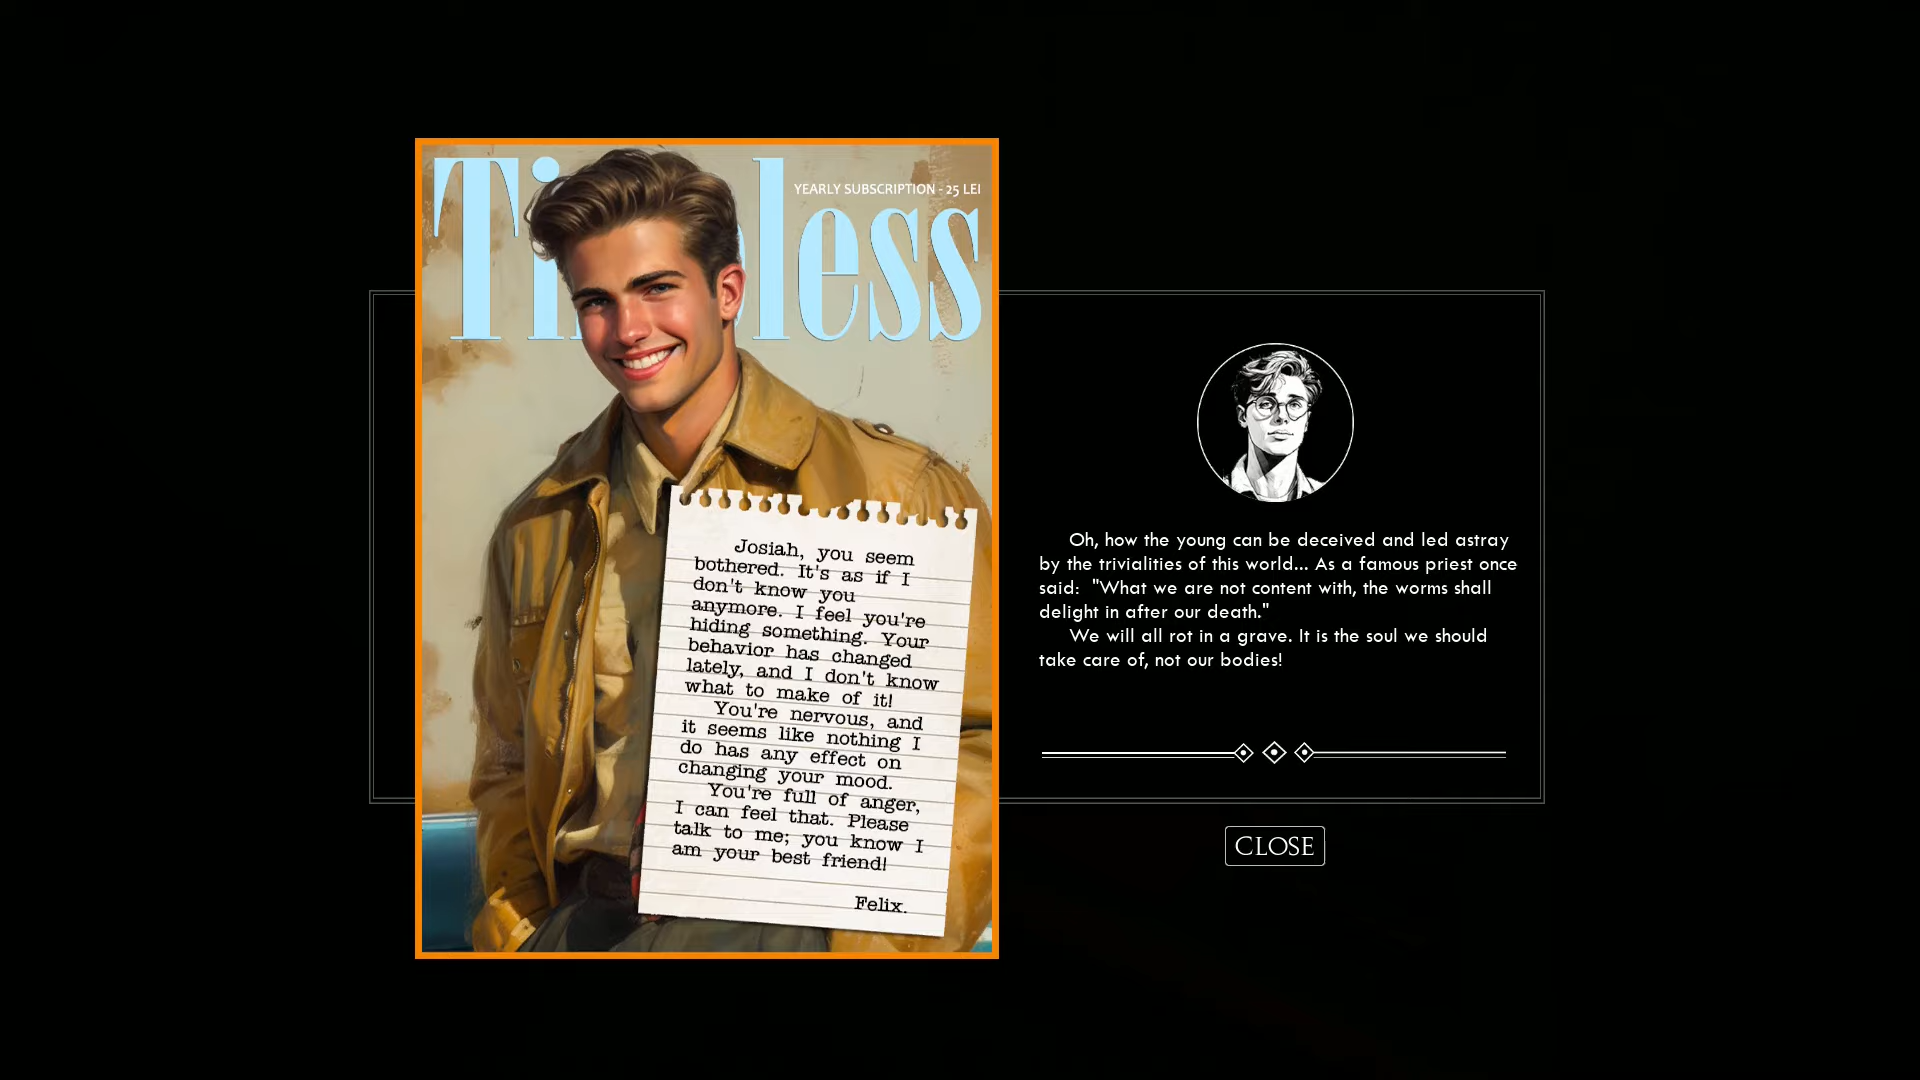 Timeless
YEARLY SUBSCRIPTION - 25 LEI
Josiah, you seem
bothered. It's as if I
don't know you
anymore. I feel you're
hiding something. Your
behavior has changed
lately, and I don't know
what to make of it!
You're nervous, and
it seems like nothing I
do has any effect on
changing your mood.
You're full of anger,
I can feel that. Please
talk to me; you know I
am your best friend!
Felix.
Oh, how the young can be deceived and led astray
by the trivialities of this world... As a famous priest once
said:  "What we are not content with, the worms shall
delight in after our death."
We will all rot in a grave. It is the soul we should
take care of, not our bodies!
CLOSE